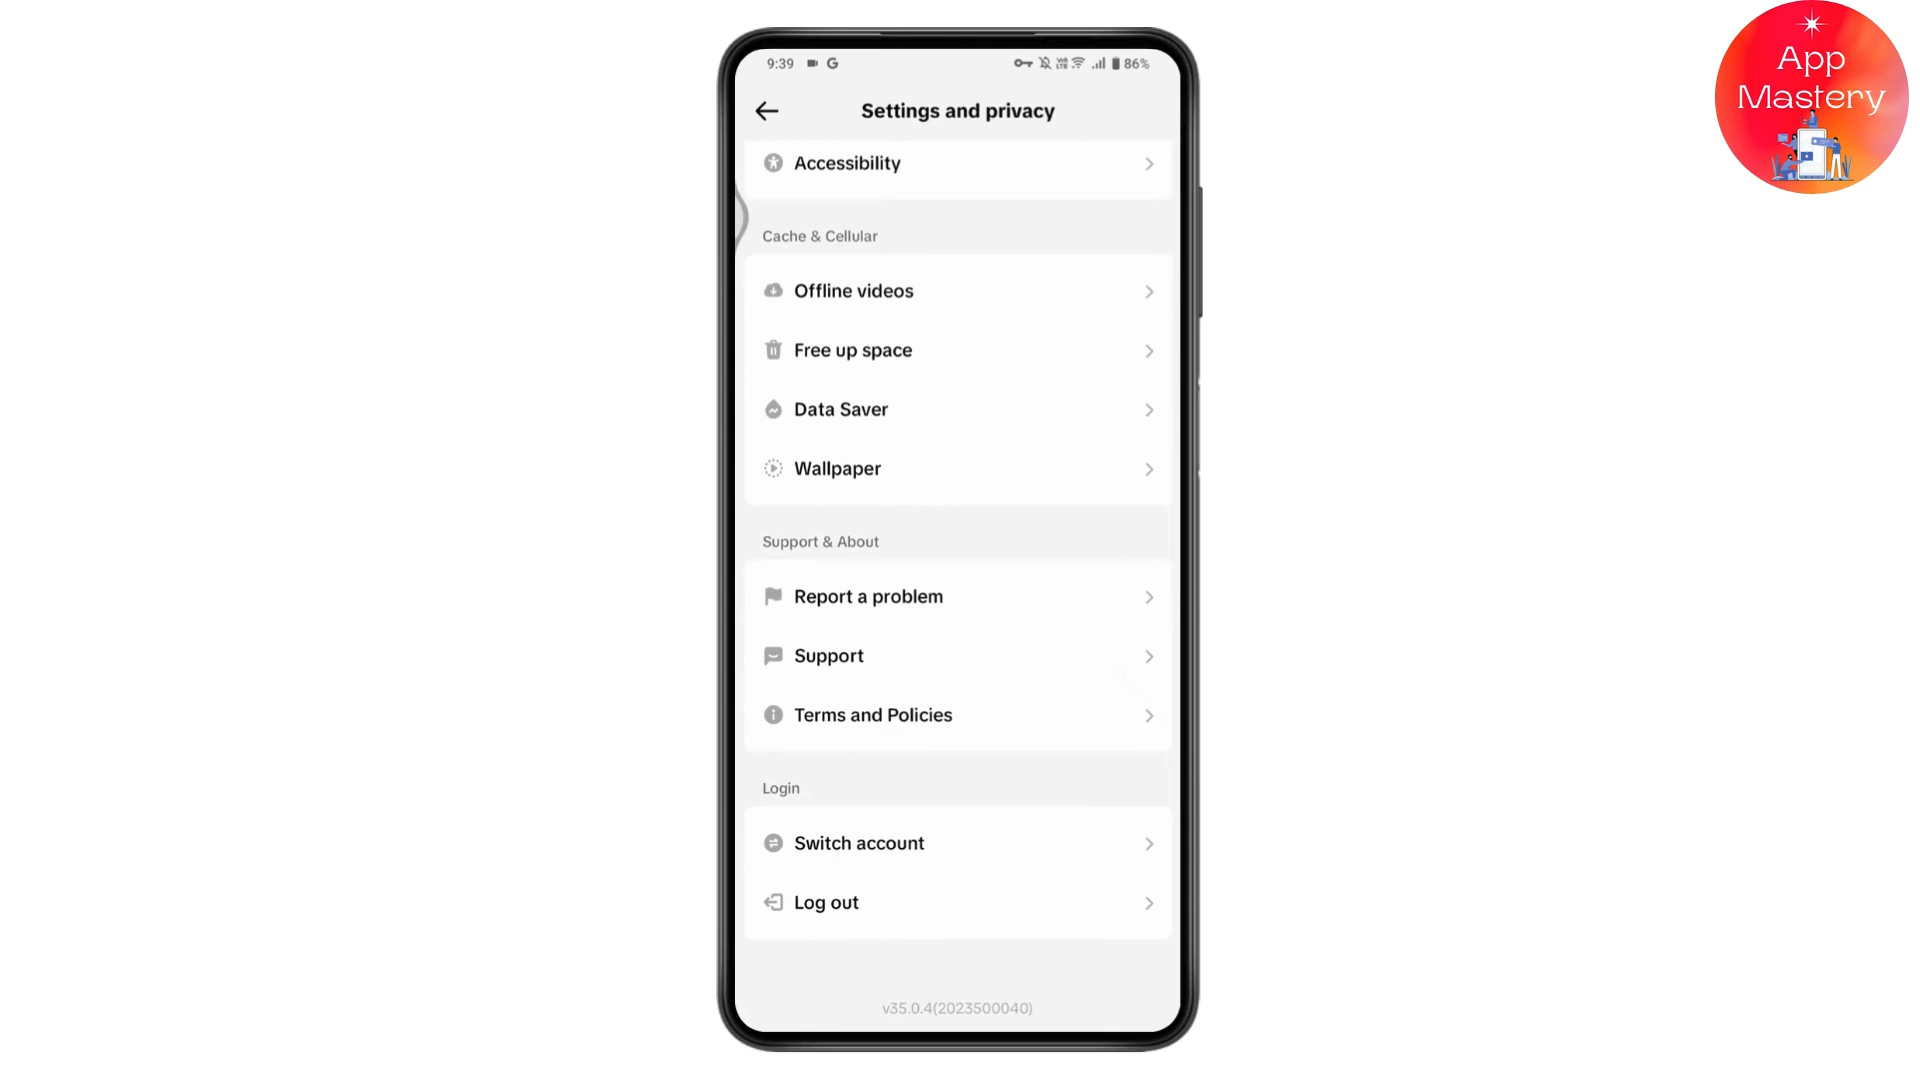 9:39 G 86%
Settings and privacy
Accessibility
Cache & Cellular
Offline videos
Free up space
Data Saver
Wallpaper
Support & About
Report a problem
Support
Terms and Policies
Login
Switch account
Log out
v35.0.4(2023500040)
App
Mastery